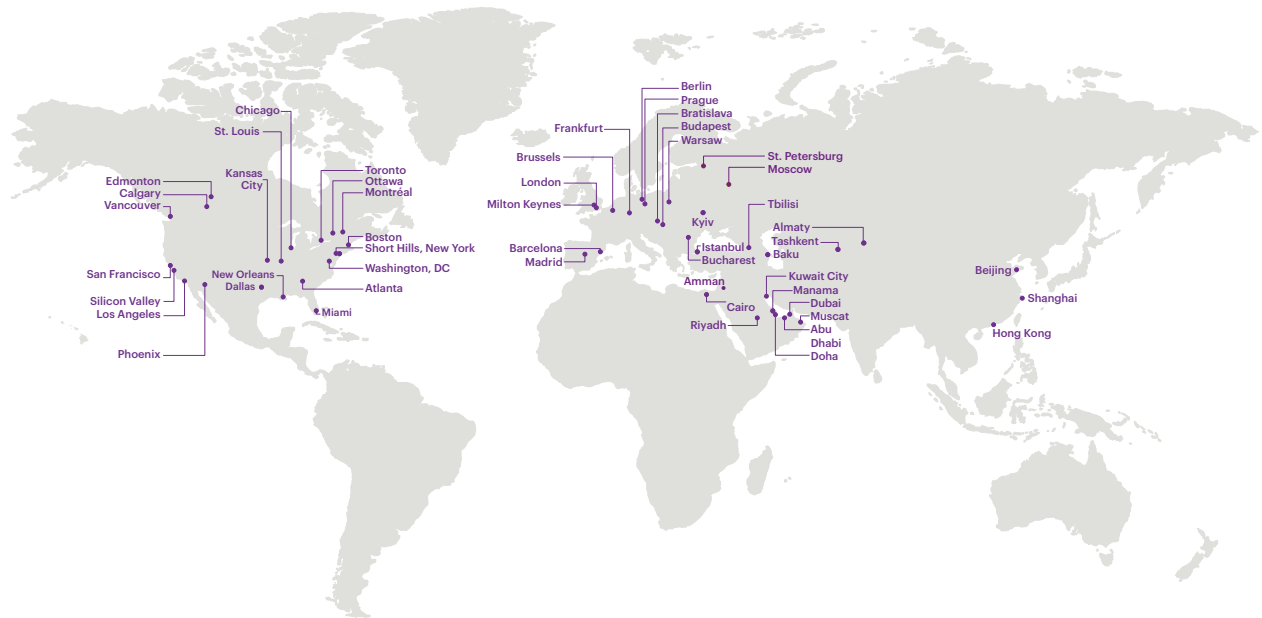 Chicago
St. Louis
Kansas
City
Edmonton
Calgary
Vancouver
Toronto
Ottawa
Montréal
Boston
Short Hills, New York
Washington, DC
Atlanta
San Francisco
New Orleans
Dallas
Silicon Valley
Los Angeles
Miami
Phoenix
Berlin
Prague
Bratislava
Budapest
Warsaw
Frankfurt
Brussels
London
Milton Keynes
St. Petersburg
Moscow
Tbilisi
Kyiv
Almaty
Tashkent
Baku
Istanbul
Bucharest
Barcelona
Madrid
Amman
Cairo
Riyadh
Kuwait City
Manama
Dubai
Muscat
Abu
Dhabi
Doha
Beijing
Shanghai
Hong Kong